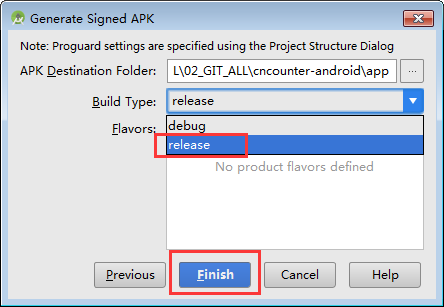 Generate Signed APK
Note: Proguard settings are specified using the Project Structure Dialog
APK Destination Folder: L\02_GIT_ALL\cncounter-android\app ...
Build Type: release
Flavors: debug
release
No product flavors defined
Previous Finish Cancel Help